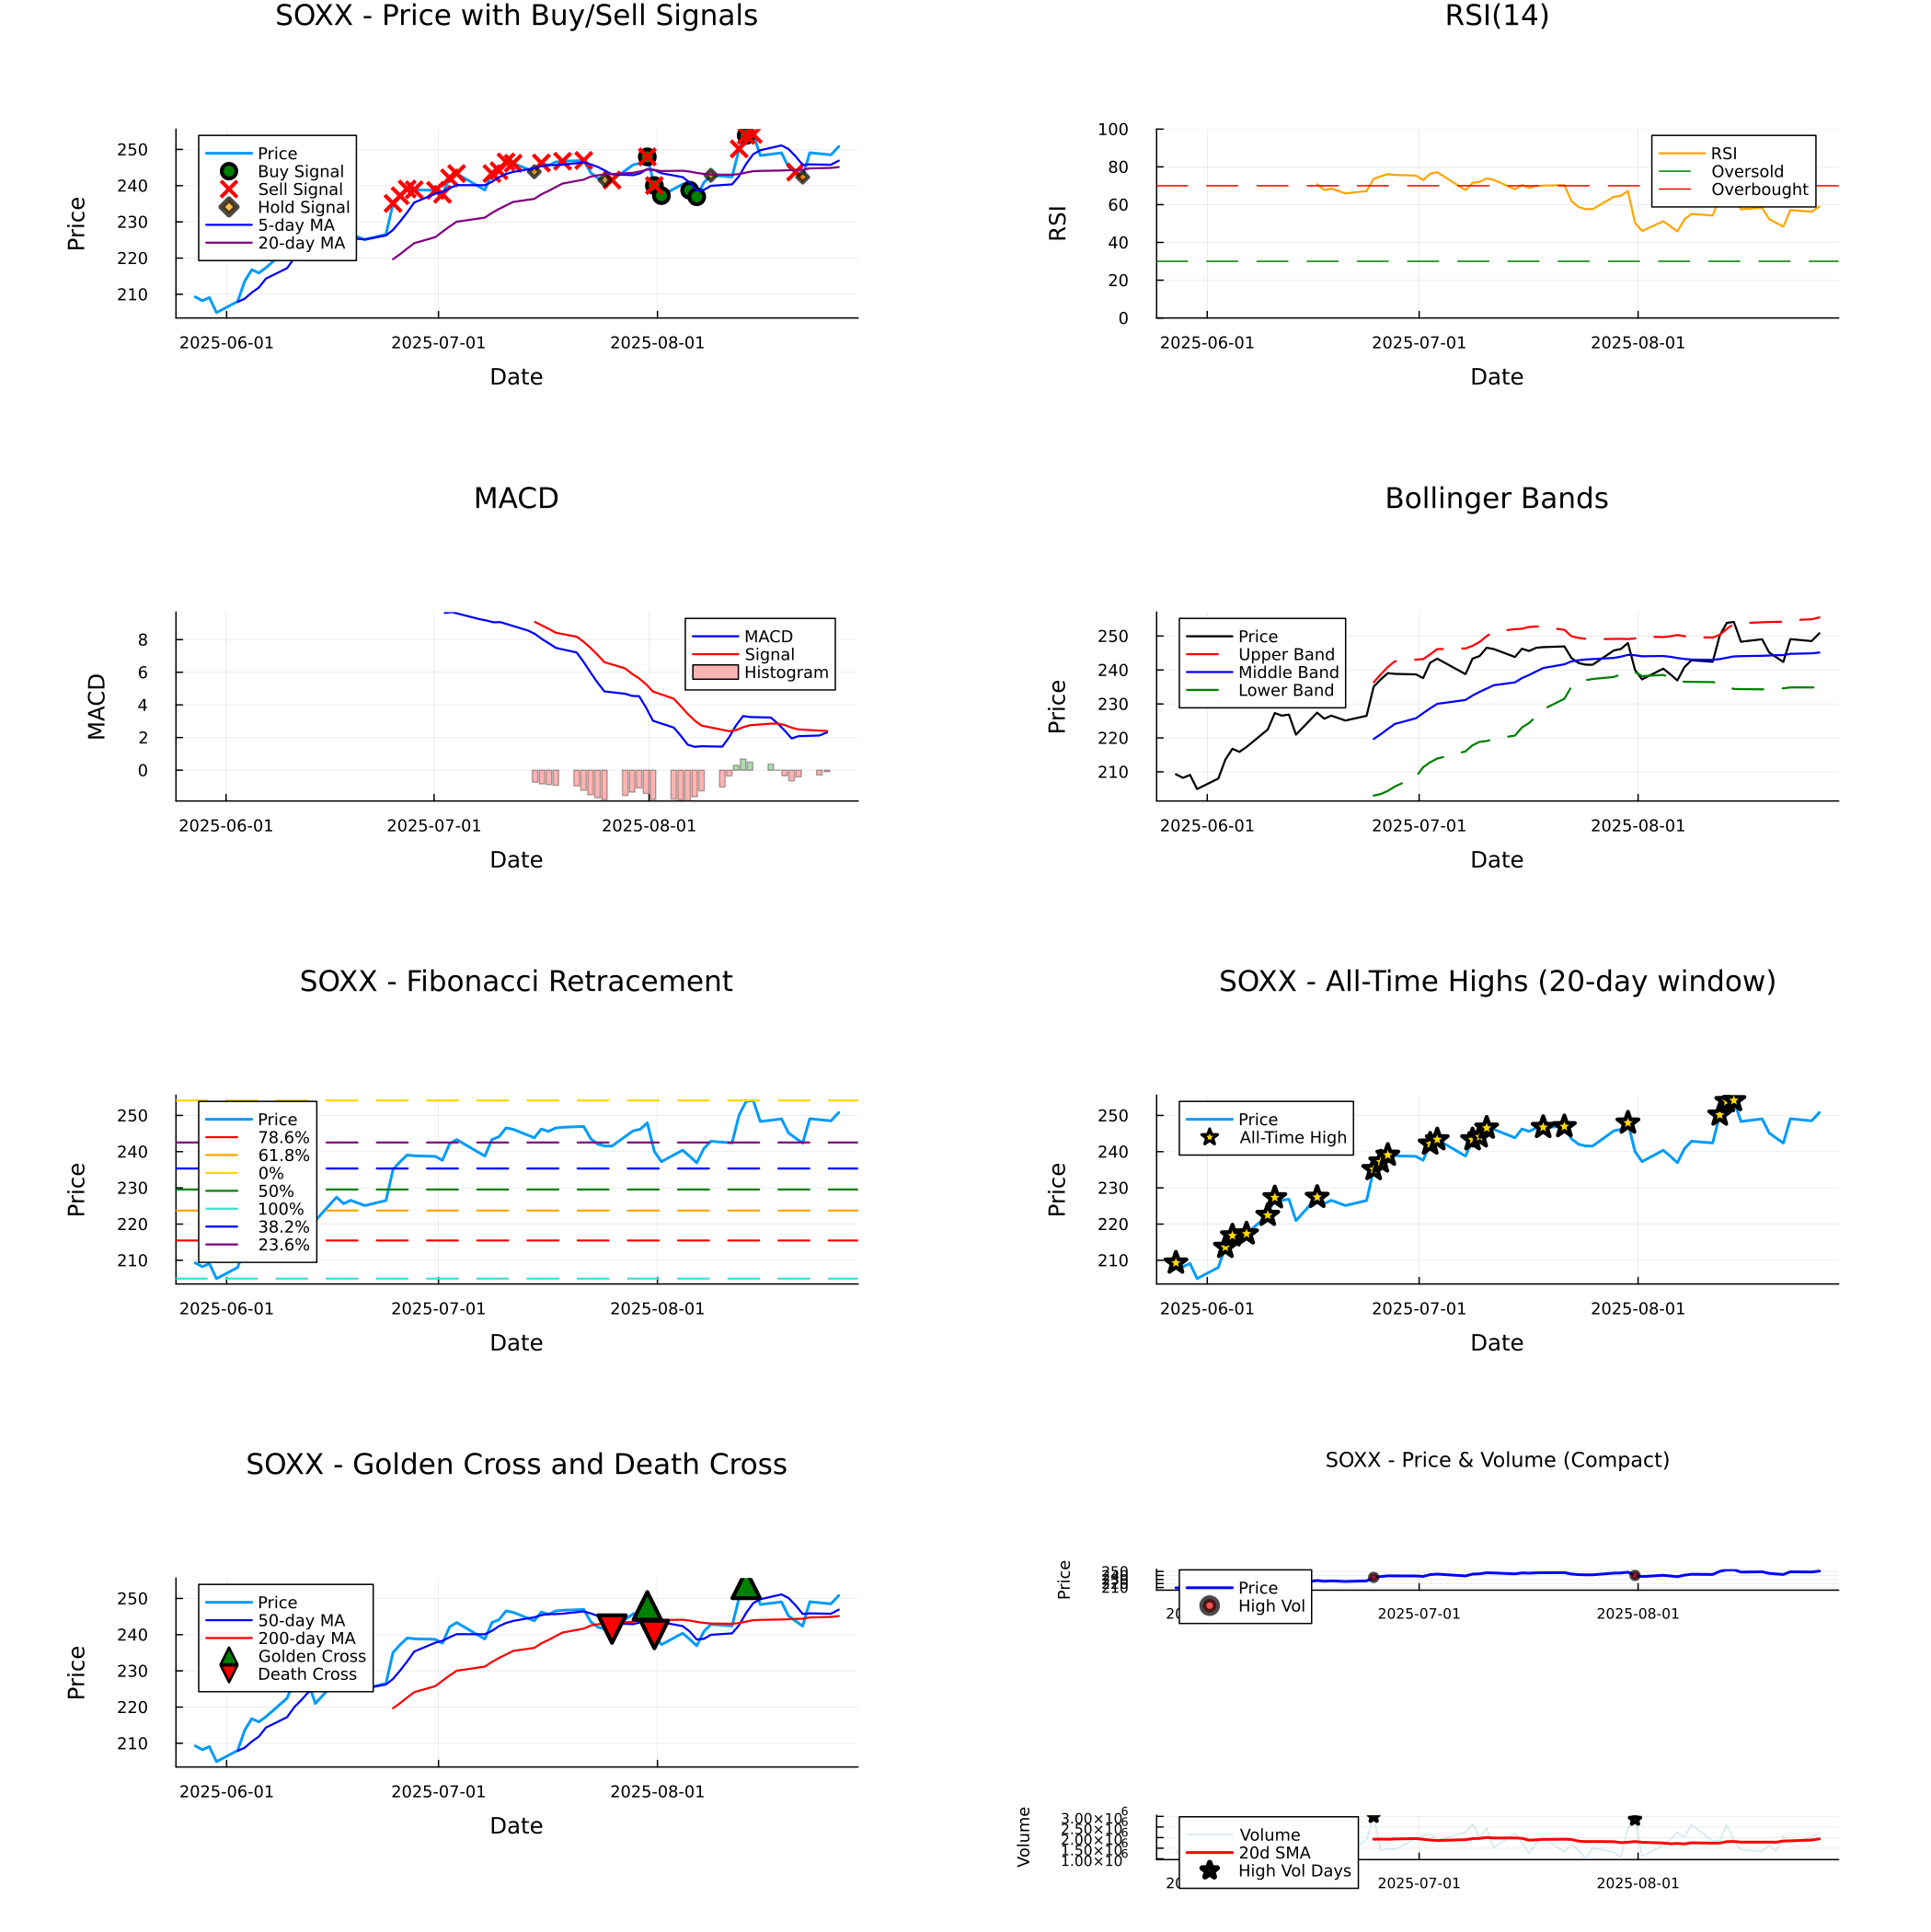 SOXX - Price with Buy/Sell Signals
Price
250
240
230
220
210
Price
Buy Signal
Sell Signal
Hold Signal
5-day MA
20-day MA
2025-06-01 2025-07-01 2025-08-01
Date
RSI(14)
RSI
100
80
60
40
20
0
RSI
Oversold
Overbought
2025-06-01 2025-07-01 2025-08-01
Date
MACD
MACD
8
6
4
2
0
MACD
Signal
Histogram
2025-06-01 2025-07-01 2025-08-01
Date
Bollinger Bands
Price
250
240
230
220
210
Price
Upper Band
Middle Band
Lower Band
2025-06-01 2025-07-01 2025-08-01
Date
SOXX - Fibonacci Retracement
Price
250
240
230
220
210
Price
78.6%
61.8%
0%
50%
100%
38.2%
23.6%
2025-06-01 2025-07-01 2025-08-01
Date
SOXX - All-Time Highs (20-day window)
Price
250
240
230
220
210
Price
All-Time High
2025-06-01 2025-07-01 2025-08-01
Date
SOXX - Golden Cross and Death Cross
Price
250
240
230
220
210
Price
50-day MA
200-day MA
Golden Cross
Death Cross
2025-06-01 2025-07-01 2025-08-01
Date
SOXX - Price & Volume (Compact)
Price
250
210
Price
High Vol
2025-07-01 2025-08-01
Volume
3.00×10⁶
2.50×10⁶
2.00×10⁶
1.50×10⁶
1.00×10⁶
Volume
20d SMA
High Vol Days
2025-07-01 2025-08-01